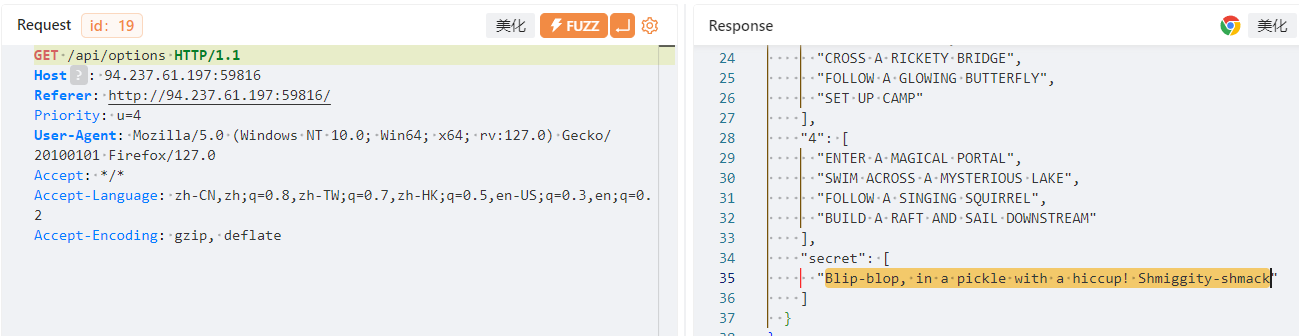 Request id: 19 美化 FUZZ
GET /api/options HTTP/1.1
Host ? : 94.237.61.197:59816
Referer: http://94.237.61.197:59816/
Priority: u=4
User-Agent: Mozilla/5.0 (Windows NT 10.0; Win64; x64; rv:127.0) Gecko/
20100101 Firefox/127.0
Accept: */*
Accept-Language: zh-CN,zh;q=0.8,zh-TW;q=0.7,zh-HK;q=0.5,en-US;q=0.3,en;q=0.
2
Accept-Encoding: gzip, deflate
Response 美化
24 "CROSS A RICKETY BRIDGE",
25 "FOLLOW A GLOWING BUTTERFLY",
26 "SET UP CAMP"
27 ],
28 "4": [
29 "ENTER A MAGICAL PORTAL",
30 "SWIM ACROSS A MYSTERIOUS LAKE",
31 "FOLLOW A SINGING SQUIRREL",
32 "BUILD A RAFT AND SAIL DOWNSTREAM"
33 ],
34 "secret": [
35 "Blip-blop, in a pickle with a hiccup! Shmiggity-shmack"
36 ]
37 }